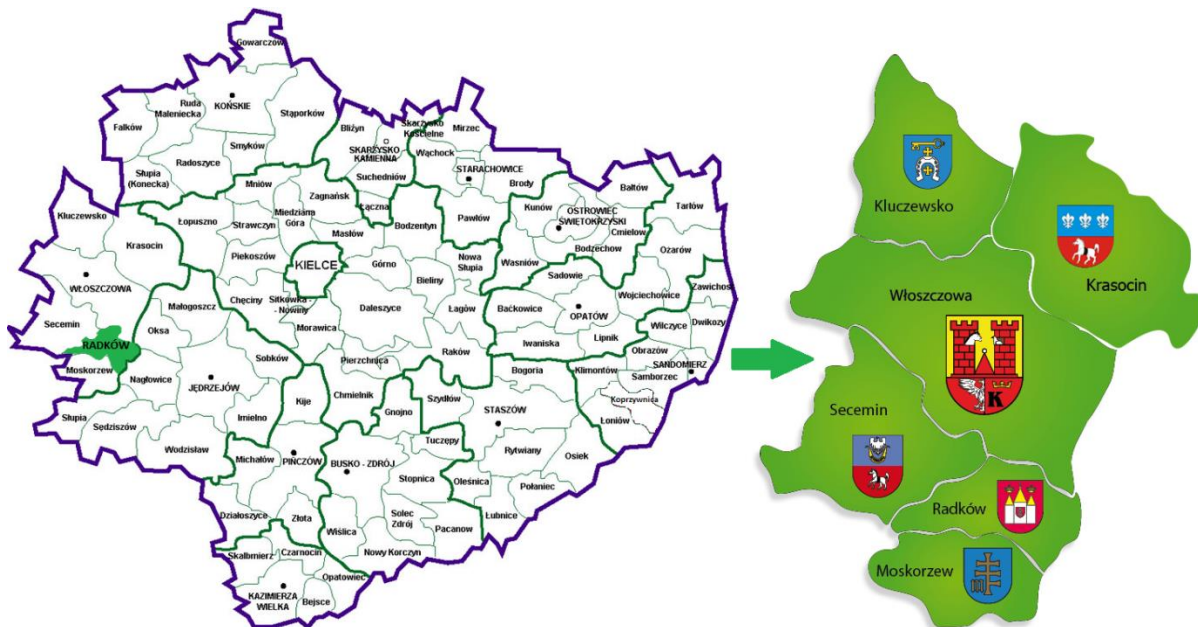 Gowarczów
KOŃSKIE
Ruda
Maleniecka
Stąporków
Fałków
Smyków
Radoszyce
Słupia
(Konecka)
Bliżyn
Skarżysko
Kościelne
Mirzec
SKARŻYSKO
KAMIENNA
Wąchock
STARACHOWICE
Suchedniów
Brody
Mniów
Zagnańsk
Łączna
Pawłów
Kunów
Bałtów
OSTROWIEC
ŚWIĘTOKRZYSKI
Tarłów
Ćmielow
Kluczewsko
Łopuszno
Strawczyn
Miedziana
Góra
Masłów
Bodzentyn
Krasocin
Bodzechow
Ożarów
Piekoszów
KIELCE
Górno
Nowa
Słupia
Waśniów
Sadowie
Bieliny
WŁOSZCZOWA
Małogoszcz
Chęciny
Sitkówka -
- Nowiny
Daleszyce
Łagów
Baćkowice
OPATÓW
Wojciechowice
Zawichos
Secemin
Oksa
Morawica
Wilczyce
Dwikozy
RADKÓW
Sobków
Pierzchnica
Raków
Iwaniska
Lipnik
Obrazów
SANDOMIERZ
Moskorzew
Nagłowice
JĘDRZEJÓW
Bogoria
Klimontów
Samborzec
Kije
Chmielnik
Szydłów
STASZÓW
Koprzywnica
Słupia
Sędziszów
Imielno
Gnojno
Łoniów
Wodzisław
Michałów
PIŃCZÓW
BUSKO - ZDRÓJ
Tuczępy
Rytwiany
Osiek
Stopnica
Oleśnica
Połaniec
Działoszyce
Złota
Wiślica
Solec
Zdrój
Pacanow
Łubnice
Skalbmierz
Czarnocin
Nowy Korczyn
Opatowiec
KAZIMIERZA
WIELKA
Bejsce
Kluczewsko
Krasocin
Włoszczowa
K
Secemin
Radków
Moskorzew